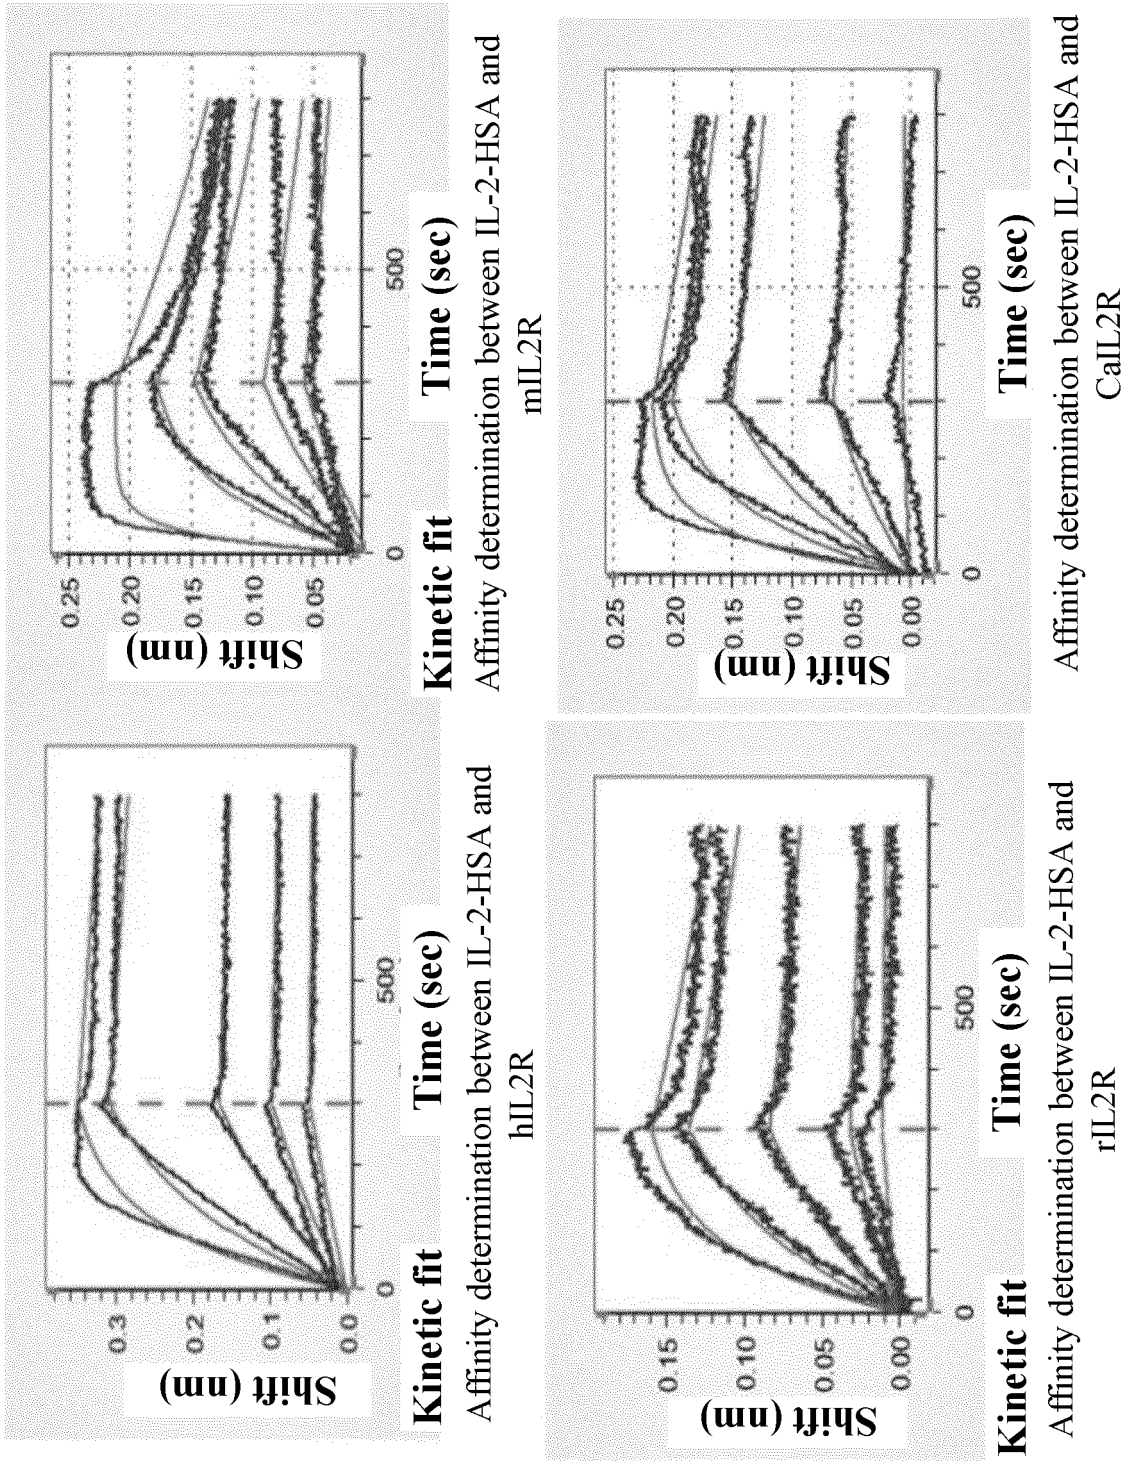 Shift (nm)
0.3
0.2
0.1
0.0
0
500
Kinetic fit
Time (sec)
Affinity determination between IL-2-HSA and
hIL2R
Shift (nm)
0.25
0.20
0.15
0.10
0.05
0
500
Kinetic fit
Time (sec)
Affinity determination between IL-2-HSA and
mIL2R
Shift (nm)
0.15
0.10
0.05
0.00
0
500
Kinetic fit
Time (sec)
Affinity determination between IL-2-HSA and
rIL2R
Shift (nm)
0.25
0.20
0.15
0.10
0.05
0.00
0
500
Time (sec)
Affinity determination between IL-2-HSA and
CaIL2R